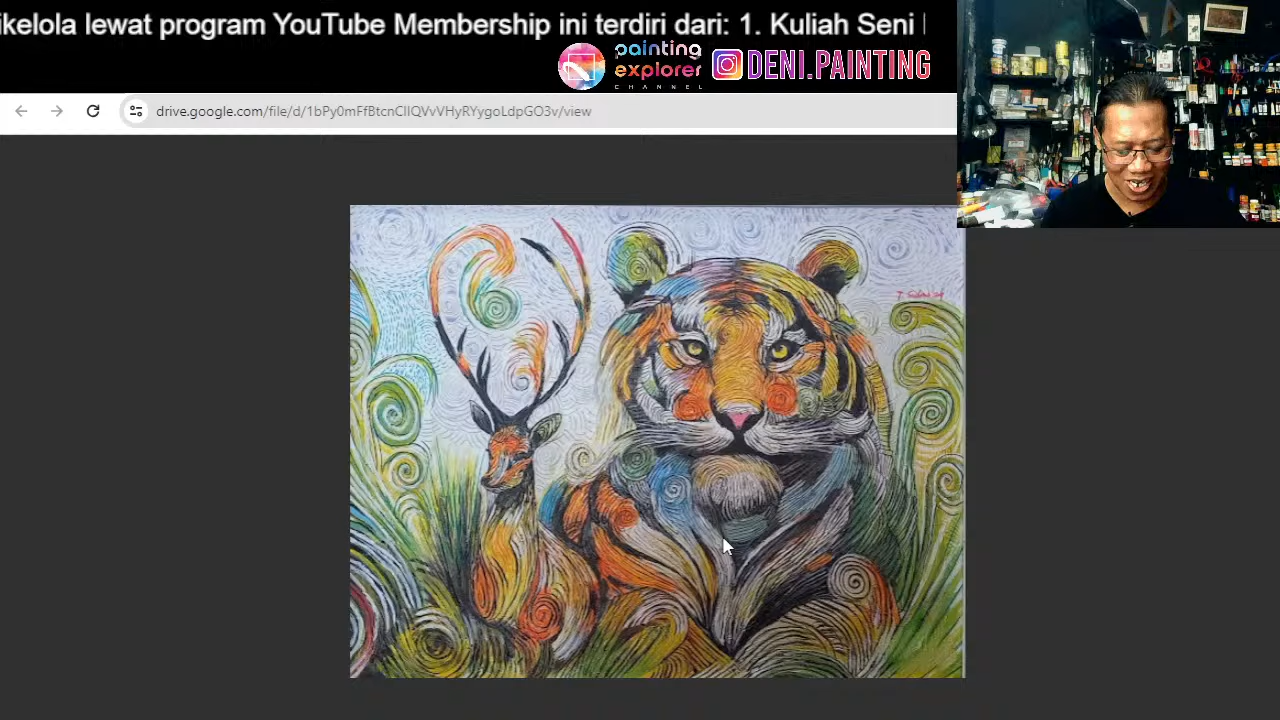 ikelola lewat program YouTube Membership ini terdiri dari: 1. Kuliah Seni
painting
explorer
CHANNEL
DENI.PAINTING
drive.google.com/file/d/1bPy0mFfBtcnCIIQVvVHyRYygoLdpGO3v/view